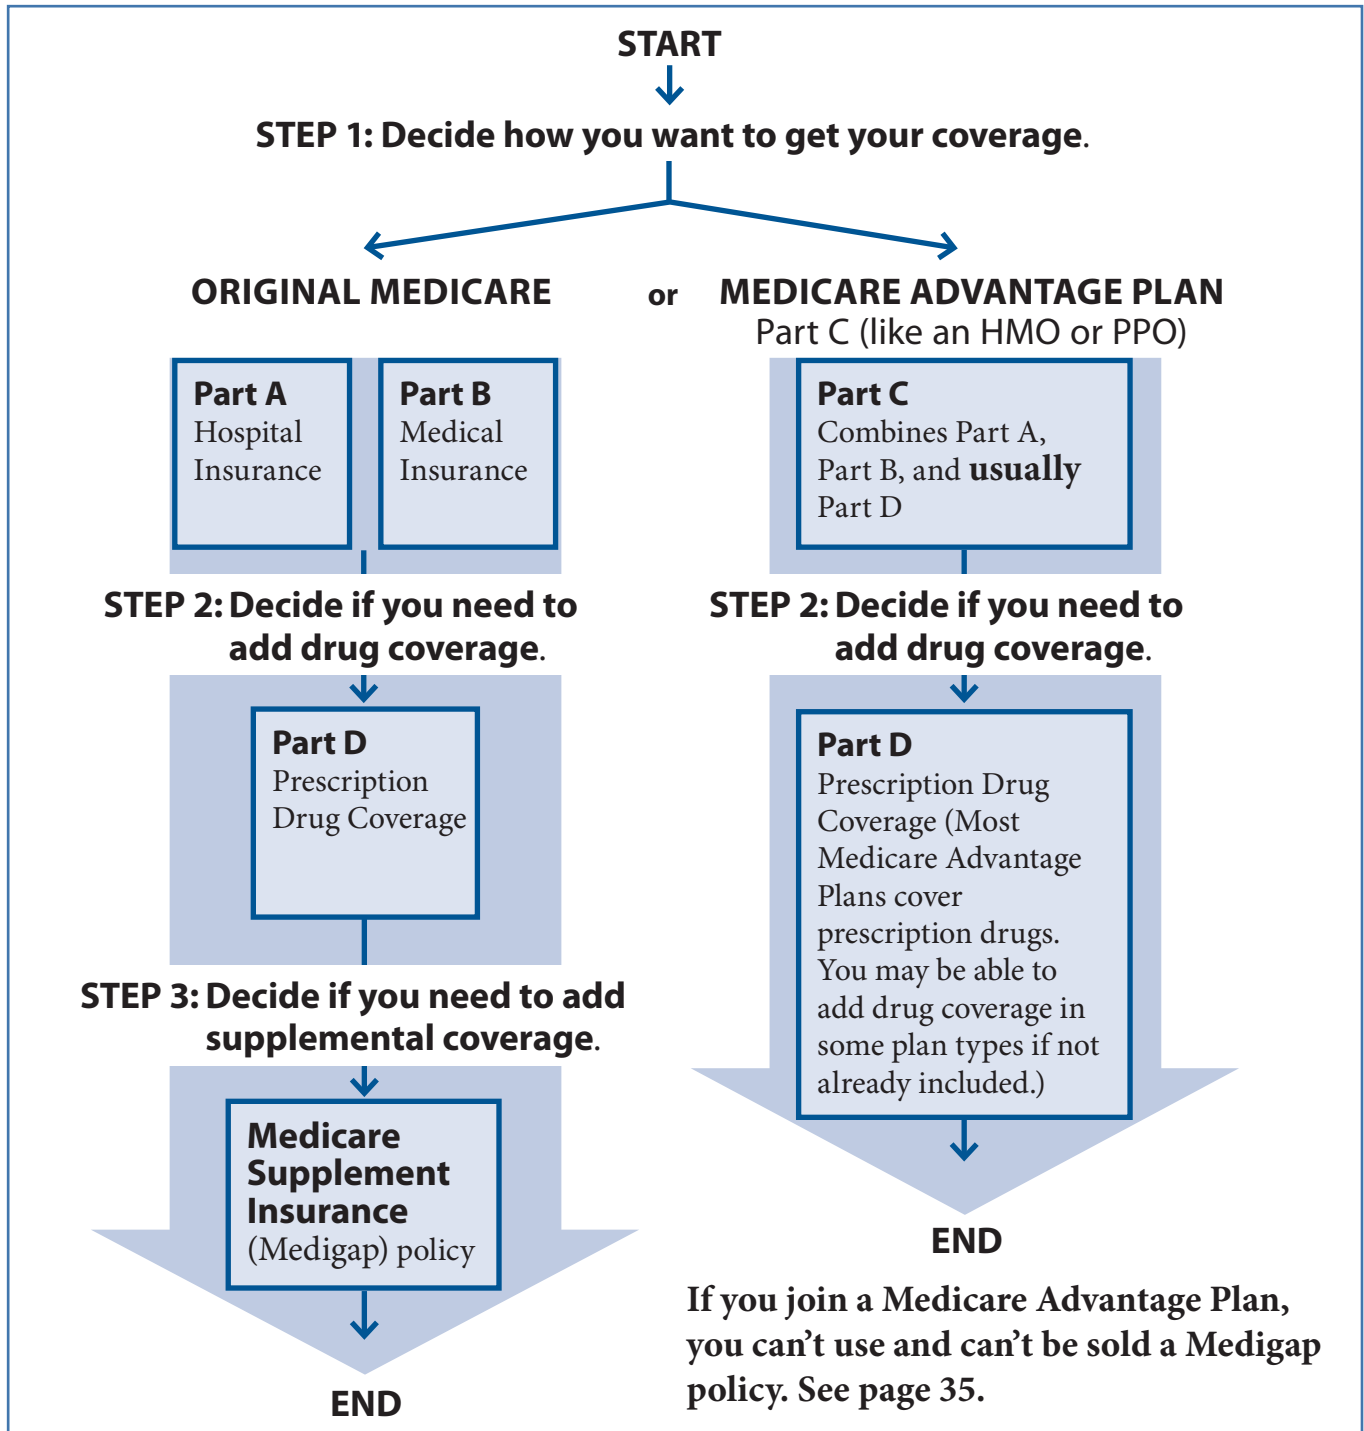 START
STEP 1: Decide how you want to get your coverage.
ORIGINAL MEDICARE
or
MEDICARE ADVANTAGE PLAN
Part C (like an HMO or PPO)
Part A
Hospital
Insurance
Part B
Medical
Insurance
STEP 2: Decide if you need to
add drug coverage.
Part D
Prescription
Drug Coverage
STEP 3: Decide if you need to add
supplemental coverage.
Medicare
Supplement
Insurance
(Medigap) policy
END
Part C
Combines Part A,
Part B, and usually
Part D
STEP 2: Decide if you need to
add drug coverage.
Part D
Prescription Drug
Coverage (Most
Medicare Advantage
Plans cover
prescription drugs.
You may be able to
add drug coverage in
some plan types if not
already included.)
END
If you join a Medicare Advantage Plan,
you can’t use and can’t be sold a Medigap
policy. See page 35.